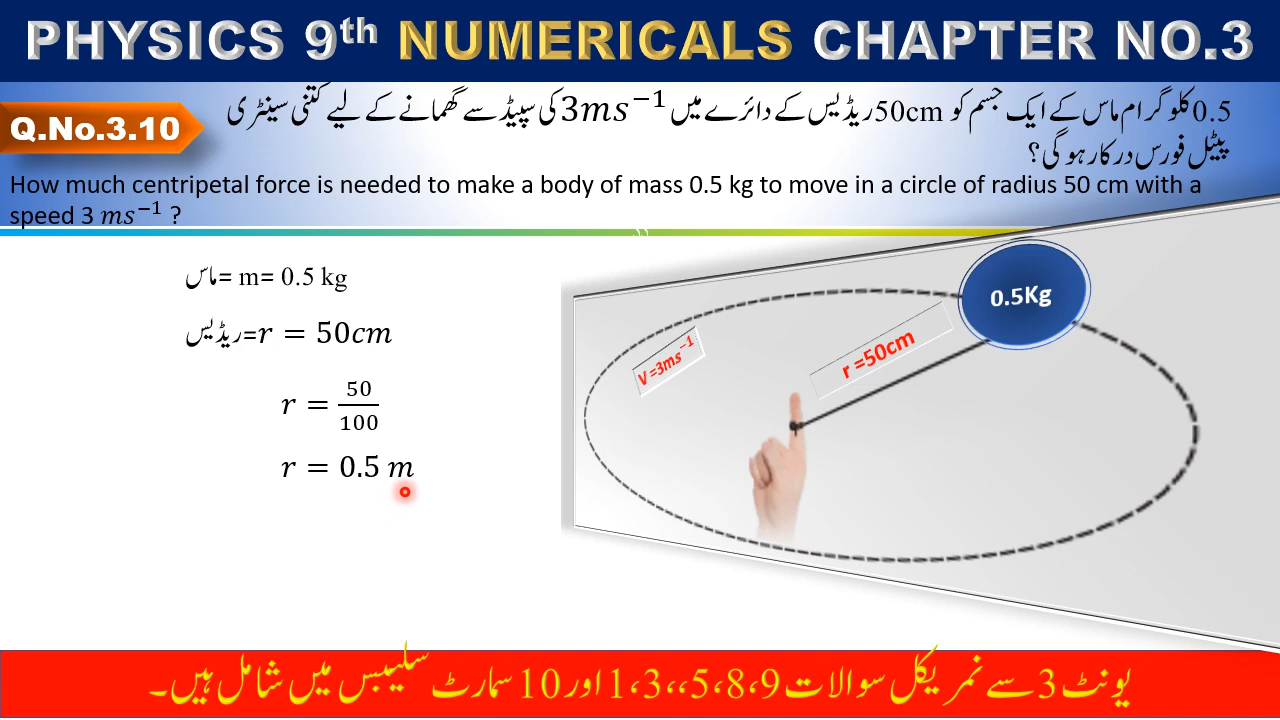 PHYSICS 9th NUMERICALS CHAPTER NO.3
Q.No.3.10
0.5کلوگرام ماس کے ایک جسم کو 50cmریڈیس کے دائرے میں 3ms⁻¹ کی سپیڈ سے گھمانے کے لیے کتنی سینٹری
پیٹل فورس درکار ہو گی؟
How much centripetal force is needed to make a body of mass 0.5 kg to move in a circle of radius 50 cm with a
speed 3 ms⁻¹ ?
ماس= m= 0.5 kg
ریڈیس=r = 50cm
r = 50/100
r = 0.5 m
0.5Kg
r =50cm
V =3ms⁻¹
یونٹ 3 سے نمریکل سوالات 1،3،،5،8،9 اور 10 سمارٹ سلیبس میں شامل ہیں۔